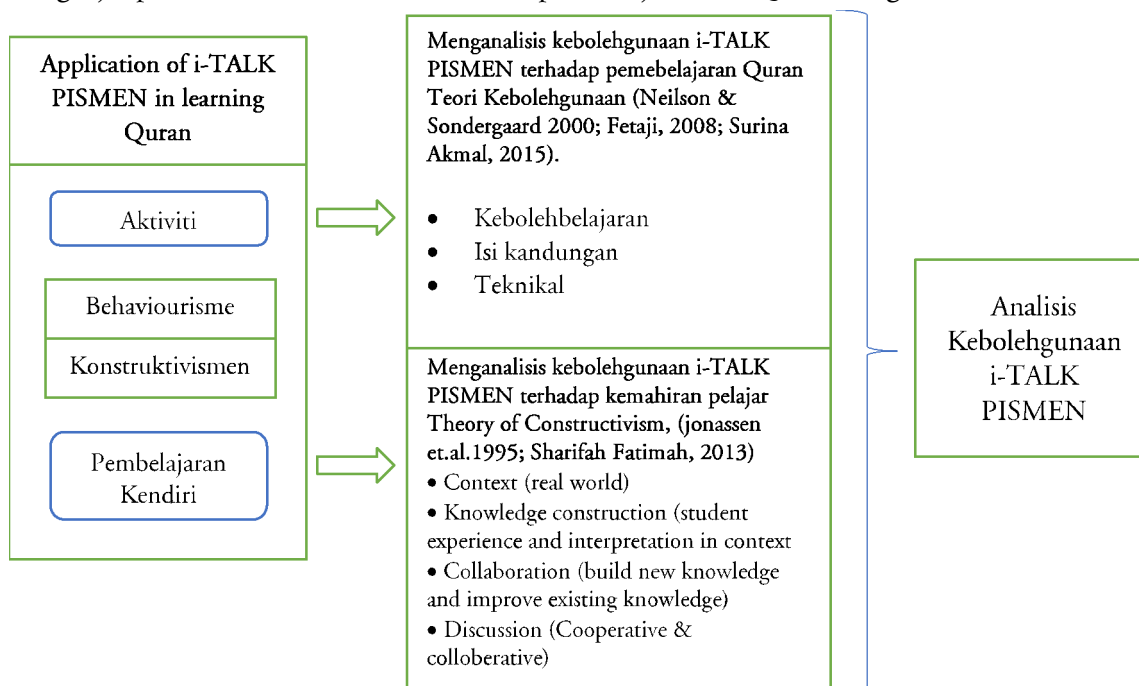 Application of i-TALK
PISMEN in learning
Quran
Aktiviti
Behaviourisme
Konstruktivismen
Pembelajaran
Kendiri
Menganalisis kebolehgunaan i-TALK
PISMEN terhadap pemebelajaran Quran
Teori Kebolehgunaan (Neilson &
Sondergaard 2000; Fetaji, 2008; Surina
Akmal, 2015).
• Kebolehbelajaran
• Isi kandungan
• Teknikal
Menganalisis kebolehgunaan i-TALK
PISMEN terhadap kemahiran pelajar
Theory of Constructivism, (jonassen
et.al.1995; Sharifah Fatimah, 2013)
• Context (real world)
• Knowledge construction (student
experience and interpretation in context
• Collaboration (build new knowledge
and improve existing knowledge)
• Discussion (Cooperative &
colloberative)
Analisis
Kebolehgunaan
i-TALK
PISMEN